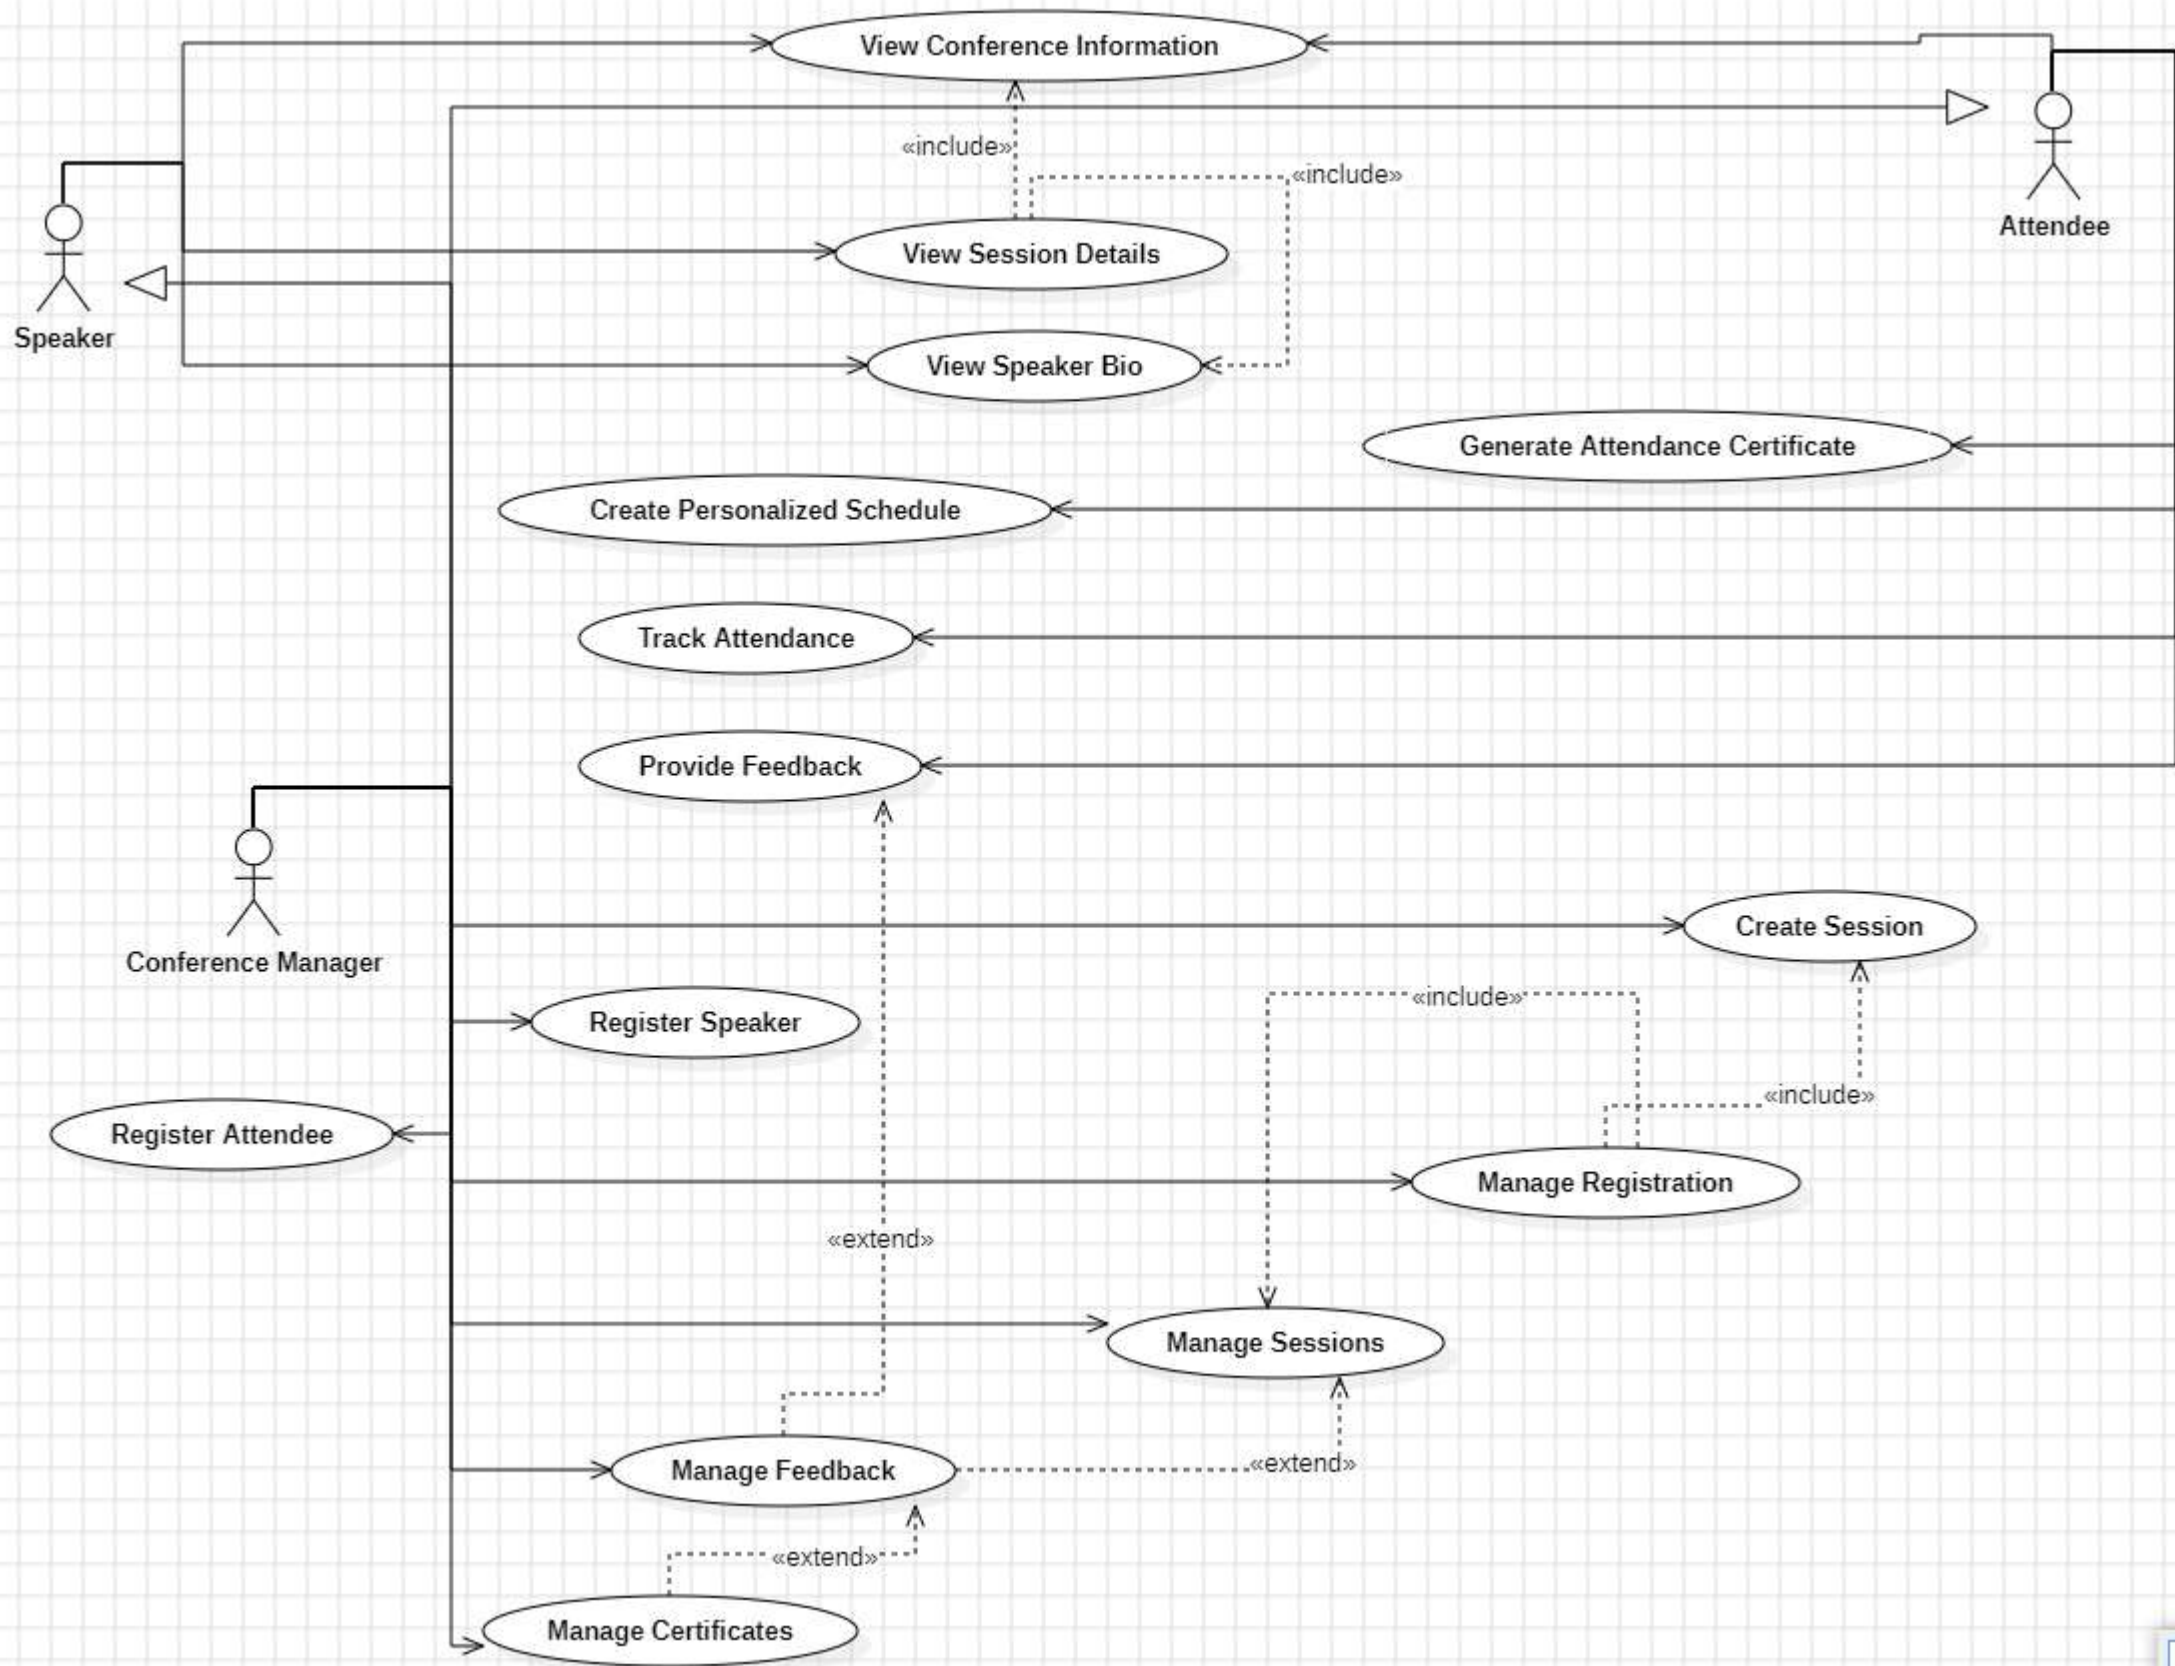 View Conference Information
«include»
«include»
Attendee
View Session Details
Speaker
View Speaker Bio
Generate Attendance Certificate
Create Personalized Schedule
Track Attendance
Provide Feedback
Create Session
Conference Manager
«include»
Register Speaker
«include»
Register Attendee
Manage Registration
«extend»
Manage Sessions
«extend»
Manage Feedback
«extend»
Manage Certificates